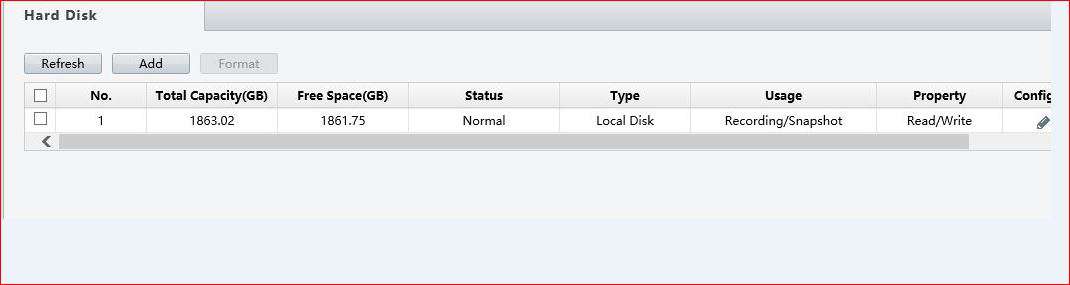 Hard Disk
Refresh Add Format
No. Total Capacity(GB) Free Space(GB) Status Type Usage Property Config
1 1863.02 1861.75 Normal Local Disk Recording/Snapshot Read/Write